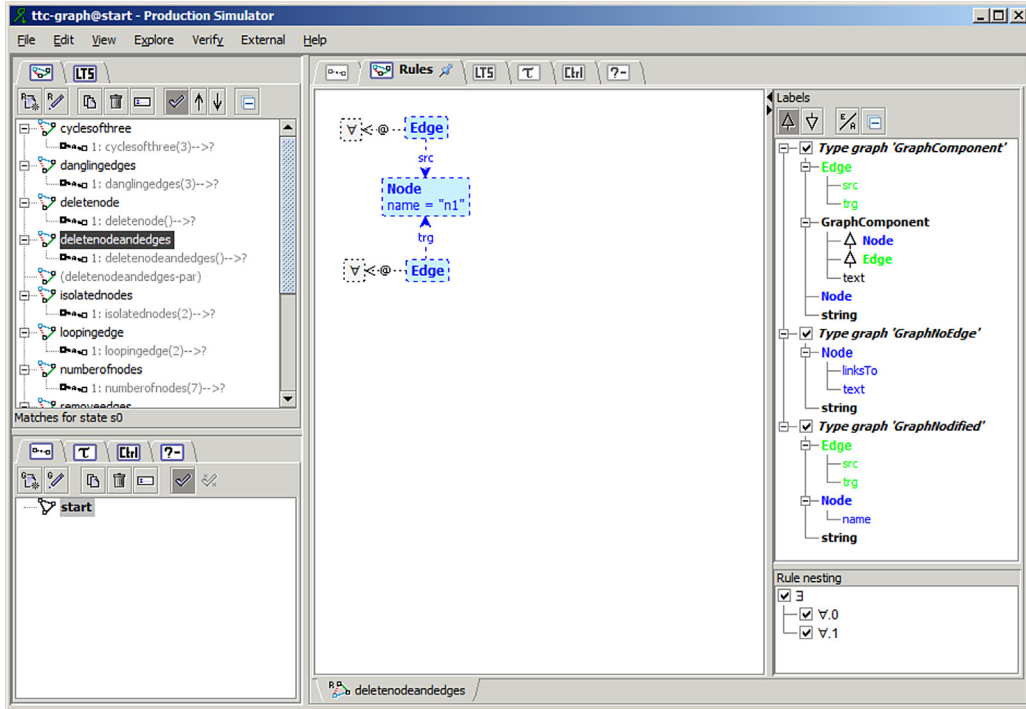 ttc-graph@start - Production Simulator
File Edit View Explore Verify External Help
LTS
cyclesofthree
1: cyclesofthree(3)-->?
danglingedges
1: danglingedges(3)-->?
deletenode
1: deletenode()-->?
deletenodeandedges
1: deletenodeandedges()-->?
(deletenodeandedges-par)
isolatednodes
1: isolatednodes(2)-->?
loopingedge
1: loopingedge(2)-->?
numberofnodes
1: numberofnodes(7)-->?
removeedges
Matches for state s0
τ Ctrl ?-
start
Rules LTS τ Ctrl ?-
∀ @ Edge
src
Node
name = "n1"
trg
∀ @ Edge
deletenodeandedges
Labels
E/A
Type graph 'GraphComponent'
Edge
src
trg
GraphComponent
Node
Edge
text
Node
string
Type graph 'GraphNoEdge'
Node
linksTo
text
string
Type graph 'GraphNodified'
Edge
src
trg
Node
name
string
Rule nesting
∃
∀.0
∀.1